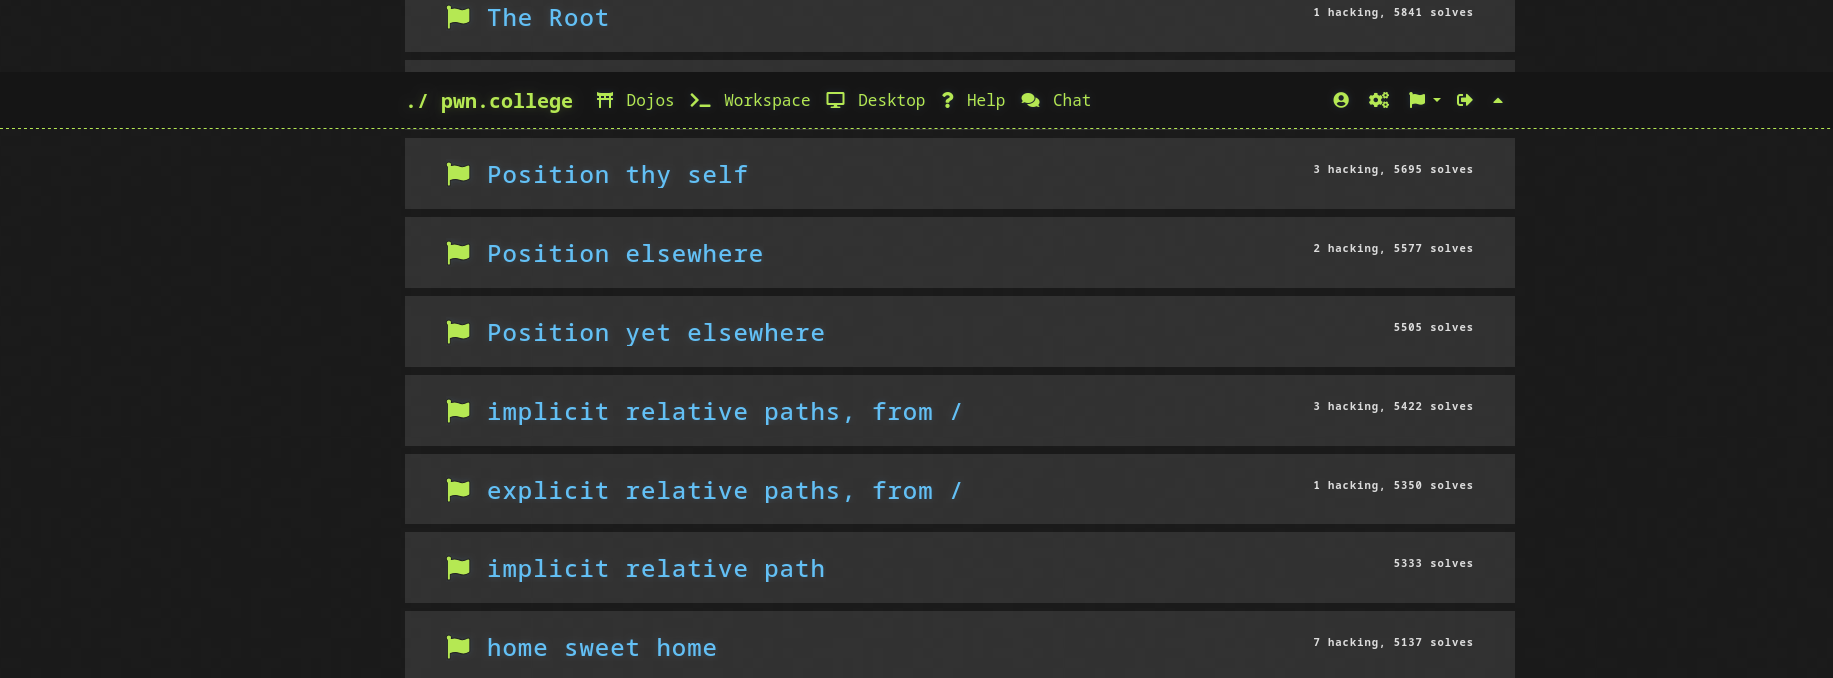 The Root 1 hacking, 5841 solves
./ pwn.college Dojos Workspace Desktop Help Chat
Position thy self 3 hacking, 5695 solves
Position elsewhere 2 hacking, 5577 solves
Position yet elsewhere 5505 solves
implicit relative paths, from / 3 hacking, 5422 solves
explicit relative paths, from / 1 hacking, 5350 solves
implicit relative path 5333 solves
home sweet home 7 hacking, 5137 solves